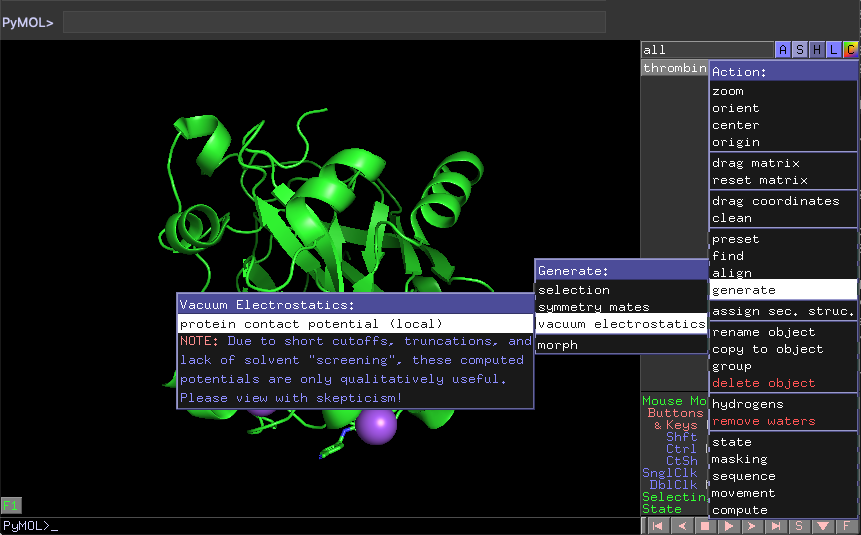 PyMOL>
all
A S H L C
thrombin
Action:
zoom
orient
center
origin
drag matrix
reset matrix
drag coordinates
clean
preset
find
align
generate
assign sec. struc.
rename object
copy to object
group
delete object
hydrogens
remove waters
state
masking
sequence
movement
compute
Generate:
selection
symmetry mates
vacuum electrostatics
morph
Vacuum Electrostatics:
protein contact potential (local)
NOTE: Due to short cutoffs, truncations, and
lack of solvent "screening", these computed
potentials are only qualitatively useful.
Please view with skepticism!
Mouse Mo
Buttons
& Keys
Shft
Ctrl
CtSh
SnglClk
DblClk
Selecting
State
F1
PyMOL>_
S F